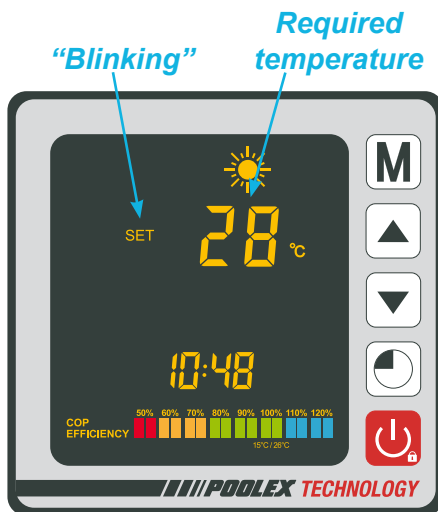 Required
“Blinking” temperature
M
SET 28 °C
10:48
50% 60% 70% 80% 90% 100% 110% 120%
COP
EFFICIENCY
15°C / 26°C
POOLEX TECHNOLOGY